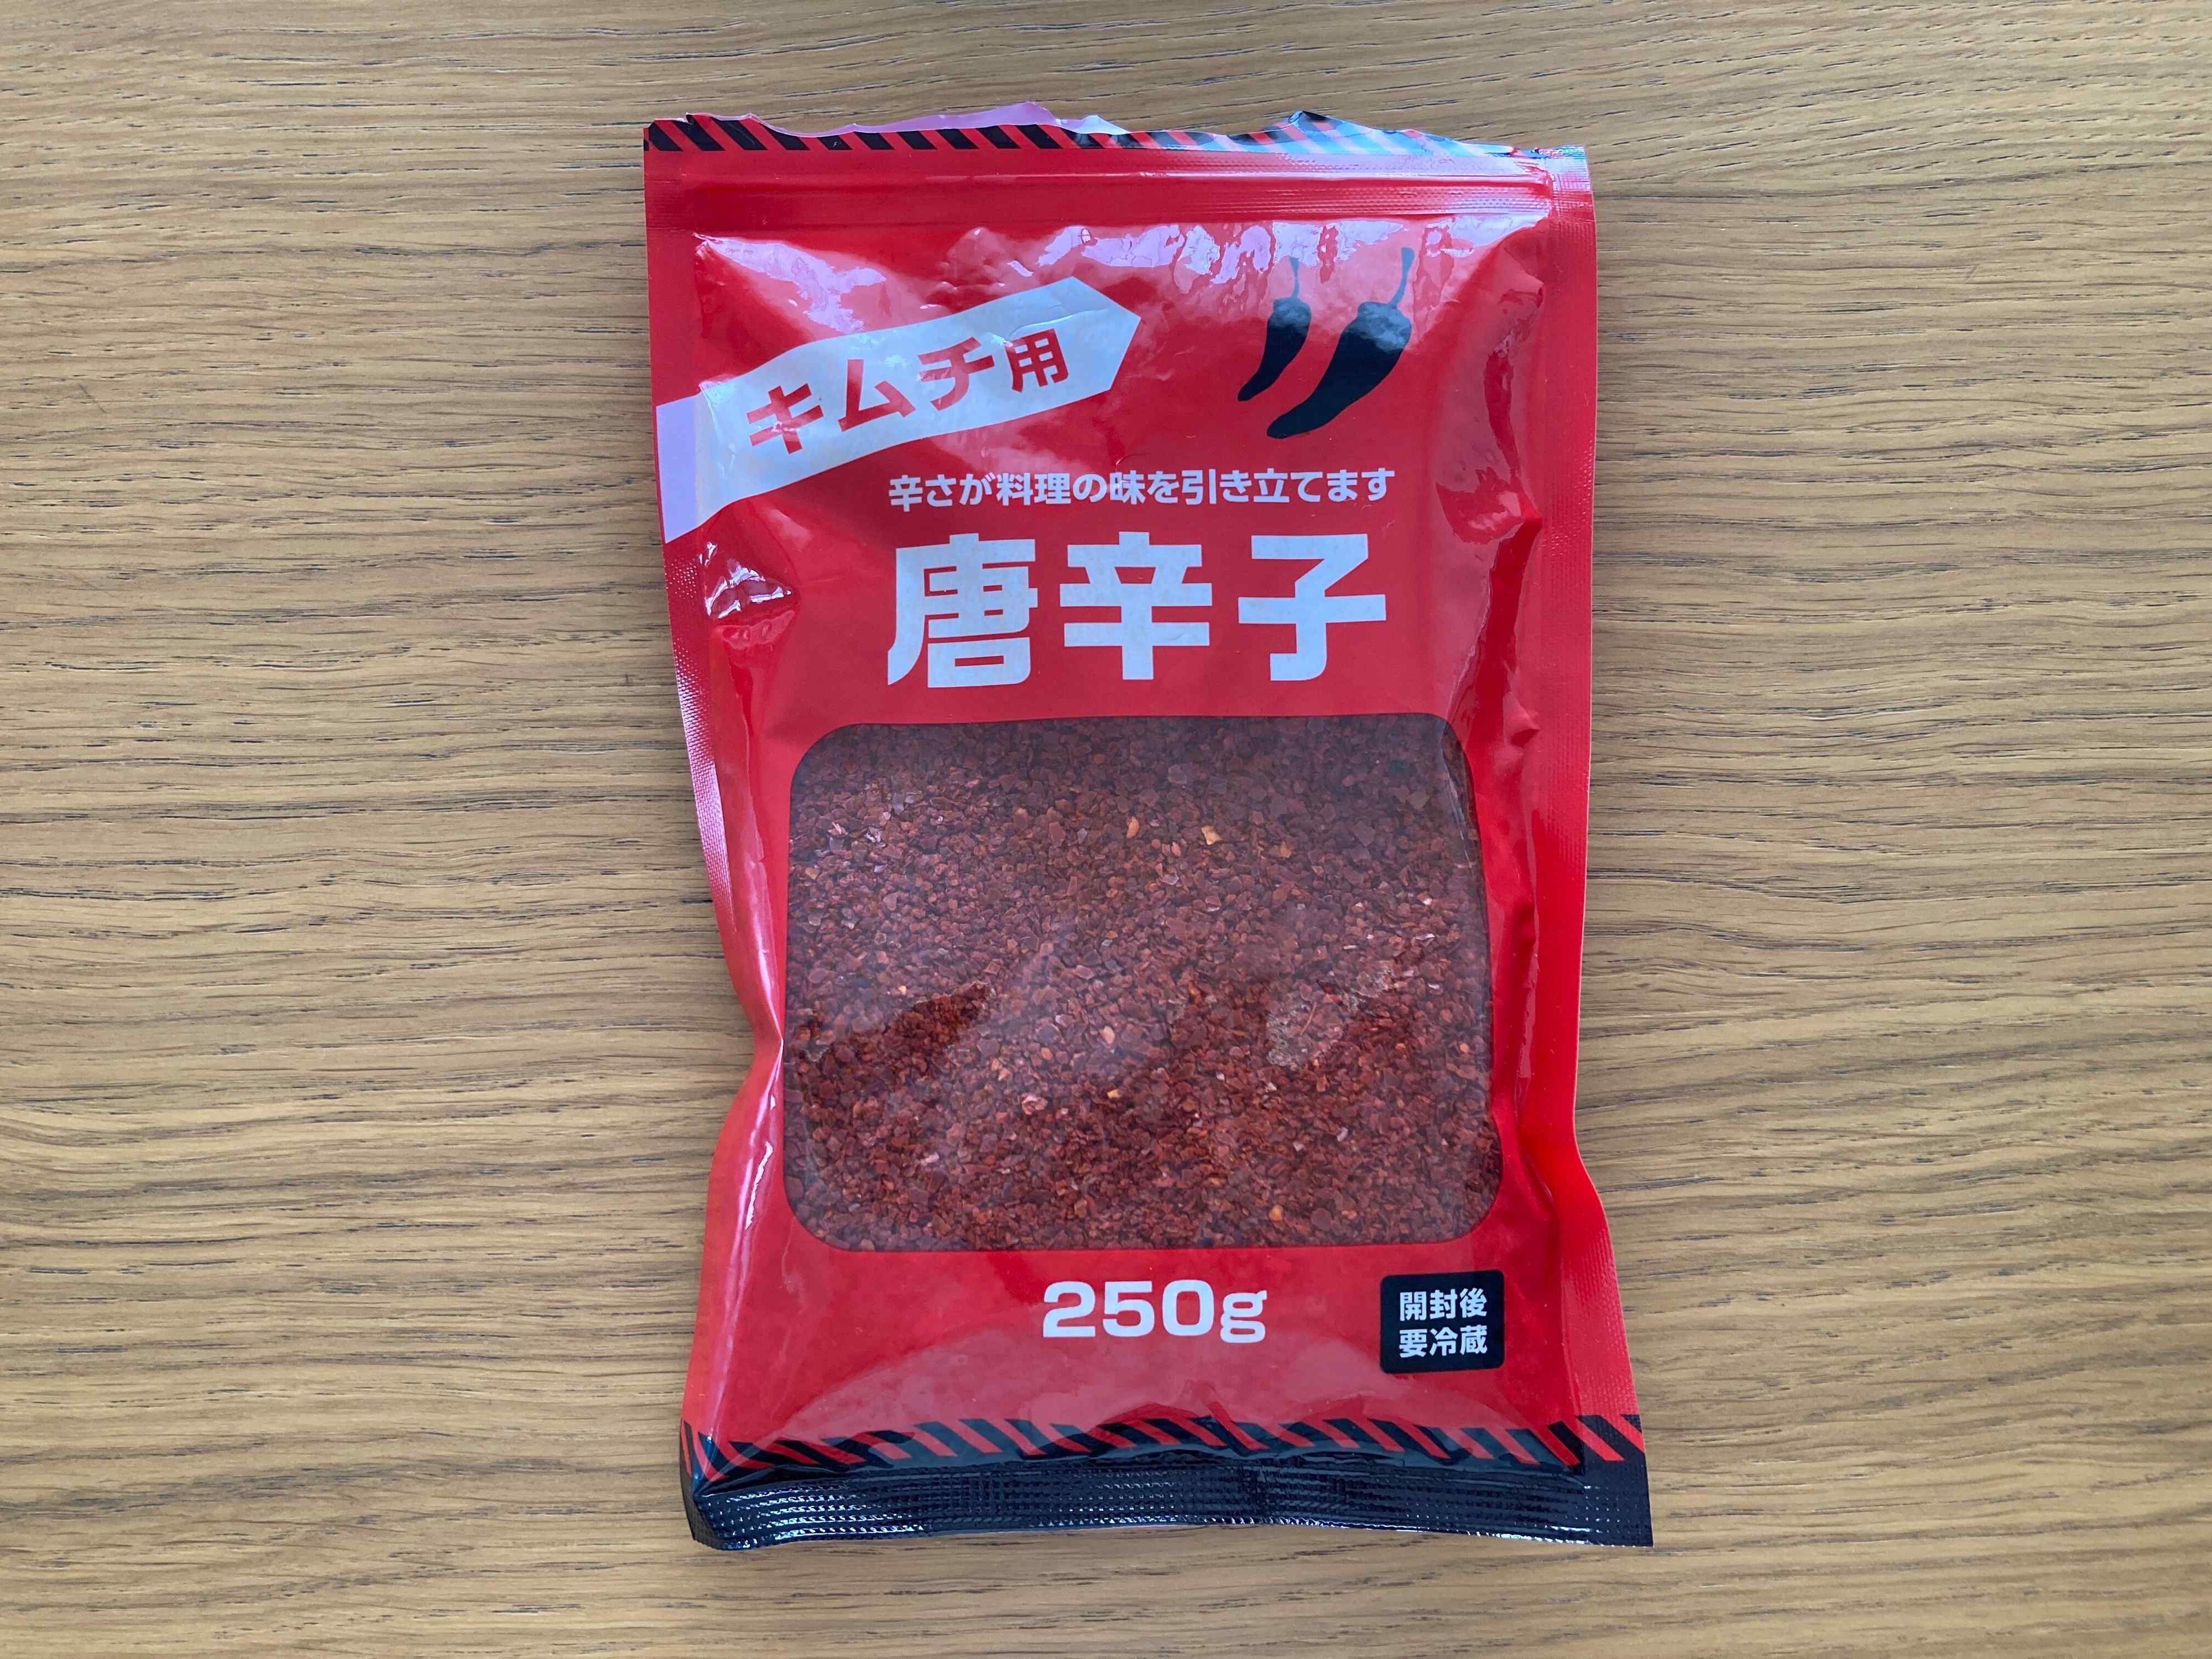 キムチ用
辛さが料理の味を引き立てます
唐辛子
250g
開封後
要冷蔵